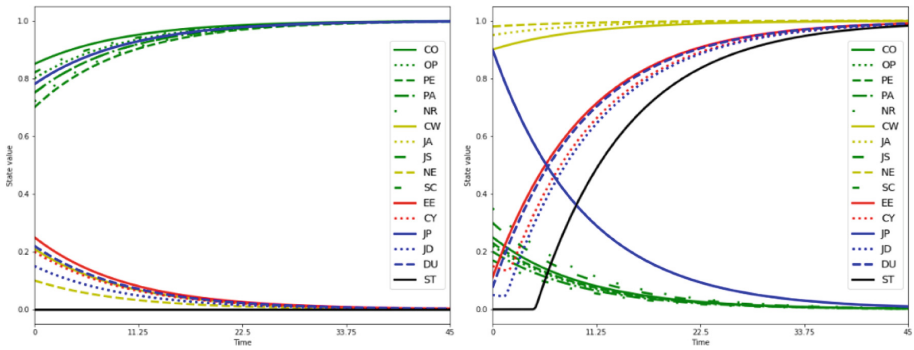 1.0
0.8
0.6
0.4
0.2
0.0
State value
0
11.25
22.5
33.75
45
Time
CO
OP
PE
PA
NR
CW
JA
JS
NE
SC
EE
CY
JP
JD
DU
ST
1.0
0.8
0.6
0.4
0.2
0.0
State value
0
11.25
22.5
33.75
45
Time
CO
OP
PE
PA
NR
CW
JA
JS
NE
SC
EE
CY
JP
JD
DU
ST